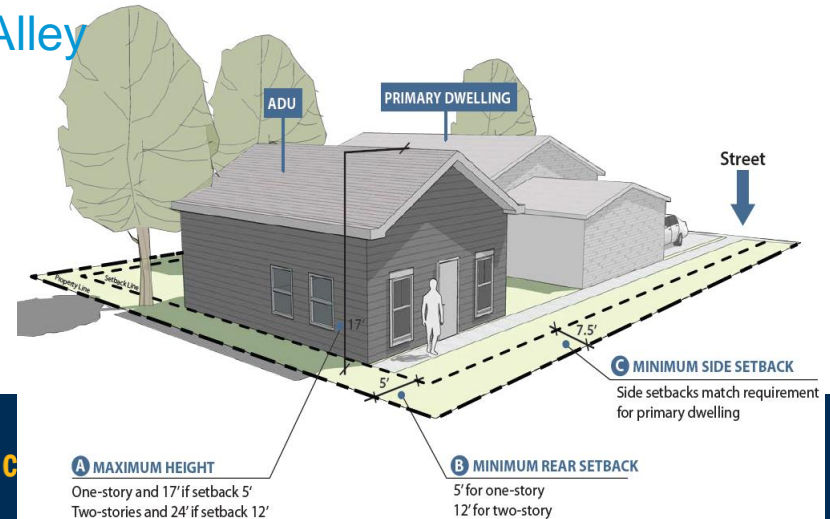 Alley
ADU
PRIMARY DWELLING
Street
Property Line
Setback Line
17'
5'
7.5'
C MINIMUM SIDE SETBACK
Side setbacks match requirement
for primary dwelling
A MAXIMUM HEIGHT
One-story and 17' if setback 5'
Two-stories and 24' if setback 12'
B MINIMUM REAR SETBACK
5' for one-story
12' for two-story
c